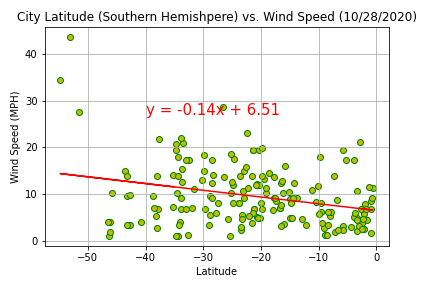 City Latitude (Southern Hemishpere) vs. Wind Speed (10/28/2020)
Wind Speed (MPH)
40
30
20
10
0
y = -0.14x + 6.51
−50 −40 −30 −20 −10 0
Latitude